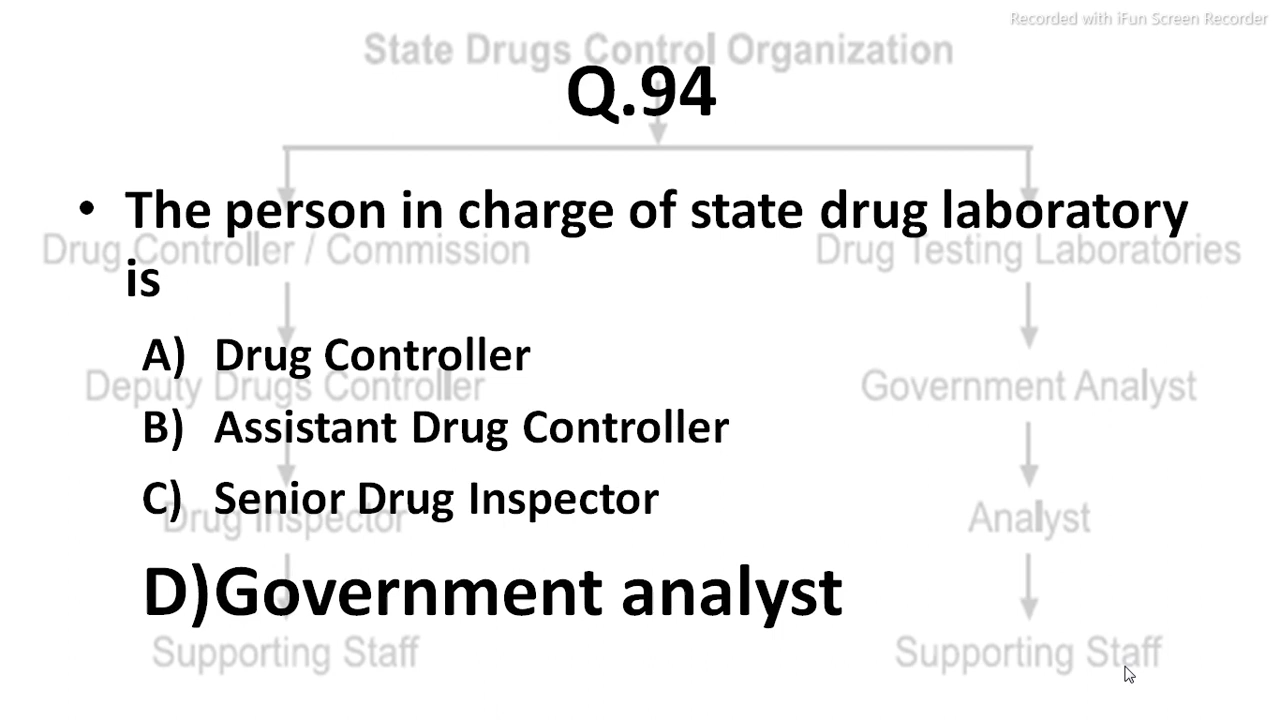 Recorded with iFun Screen Recorder
State Drugs Control Organization
Q.94
• The person in charge of state drug laboratory
is
Drug Controller / Commission
Drug Testing Laboratories
A) Drug Controller
Deputy Drugs Controller
Government Analyst
B) Assistant Drug Controller
C) Senior Drug Inspector
Drug Inspector
Analyst
D)Government analyst
Supporting Staff
Supporting Staff